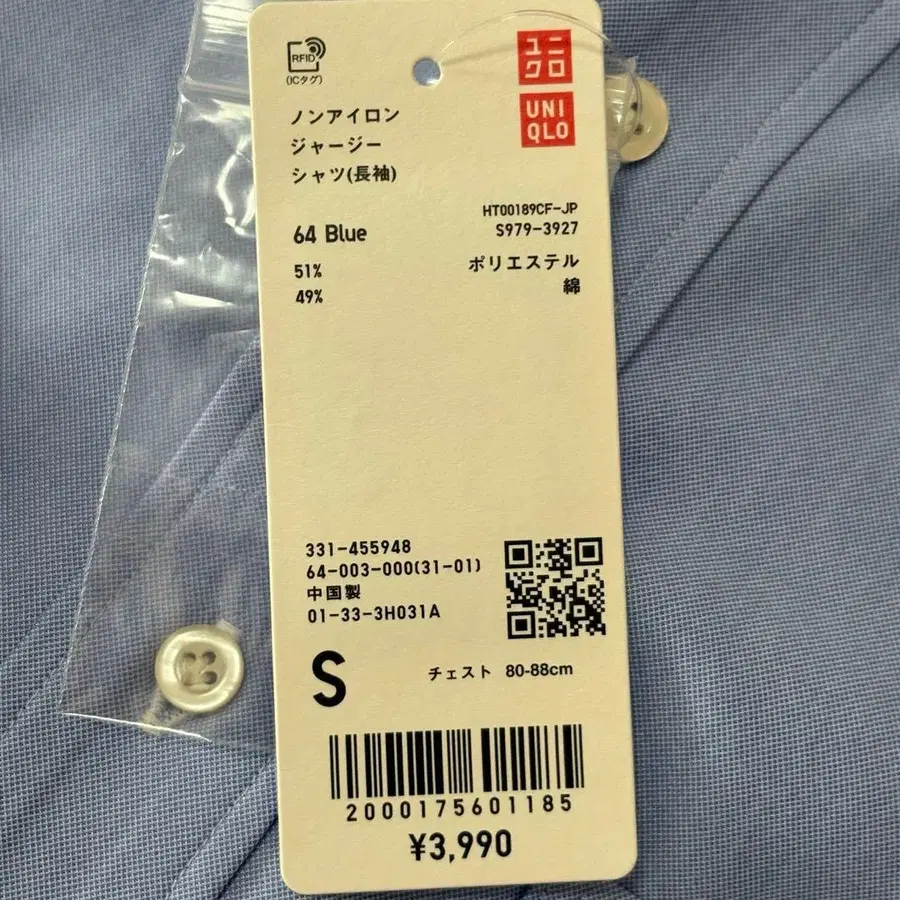 RFID
(ICタグ)
ユニ
クロ
UNI
QLO
ノンアイロン
ジャージー
シャツ(長袖)
64 Blue
HT00189CF-JP
S979-3927
51% ポリエステル
49% 綿
331-455948
64-003-000(31-01)
中国製
01-33-3H031A
S チェスト 80-88cm
2000175601185
¥3,990